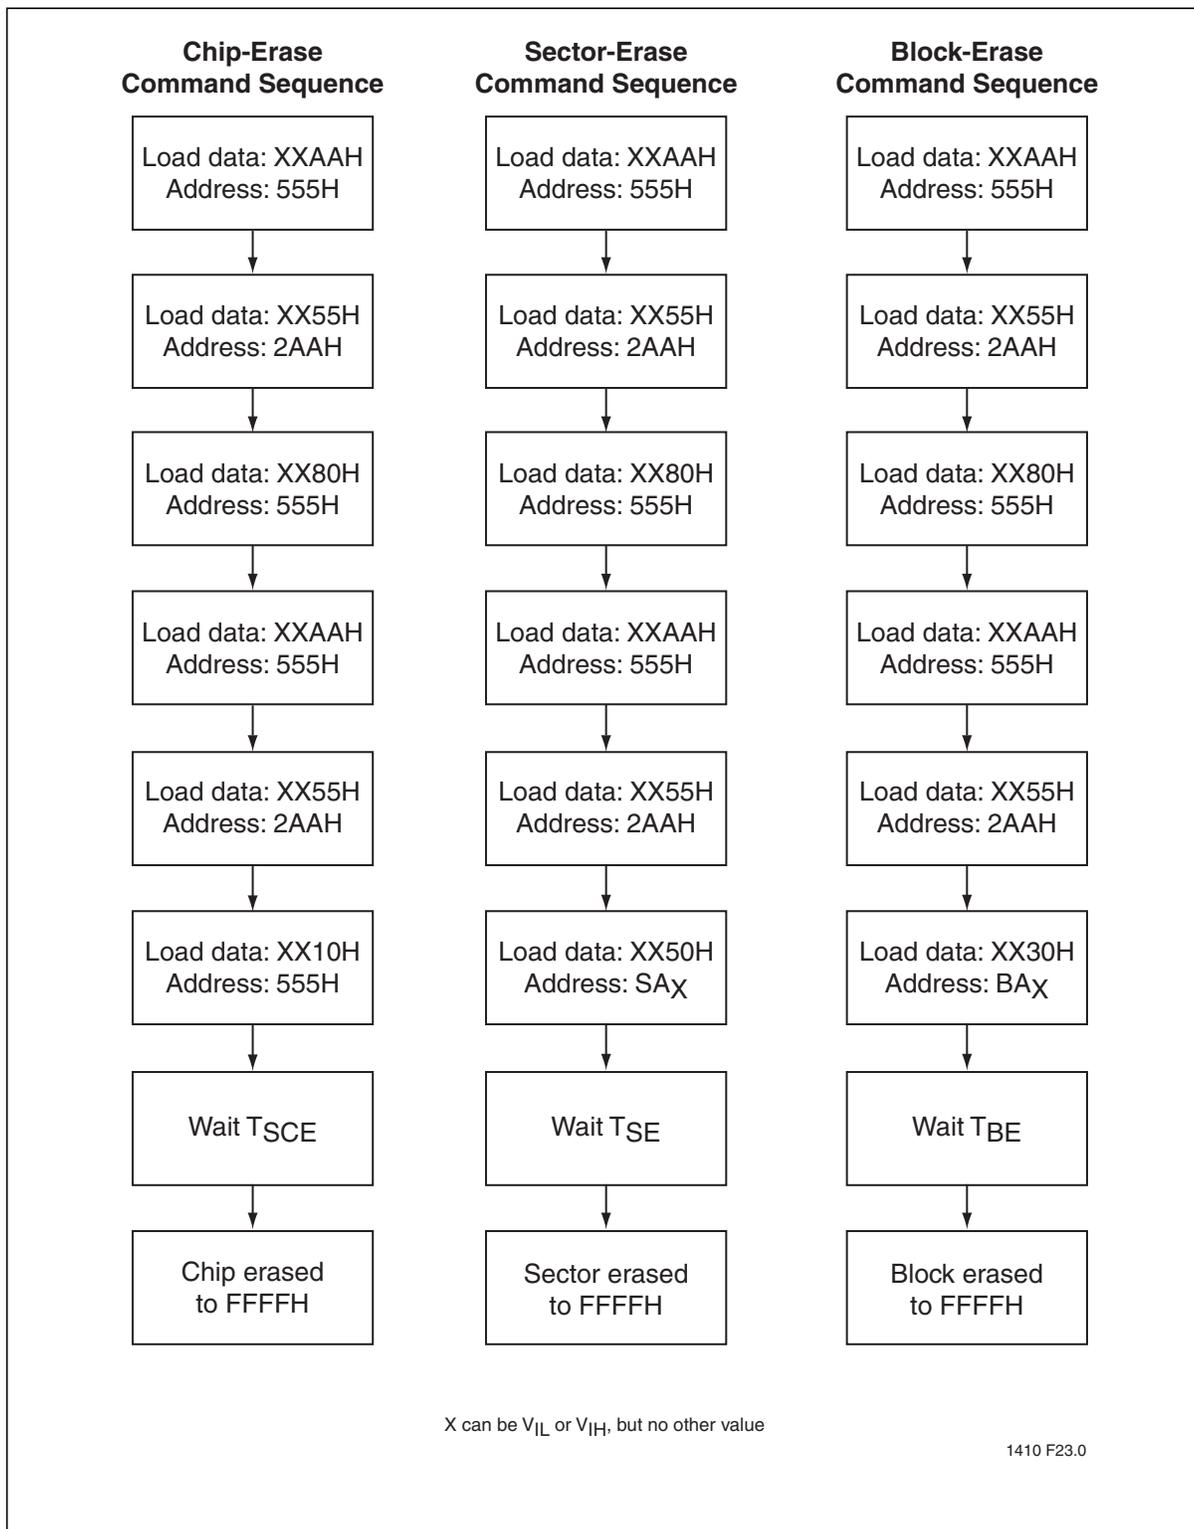 Chip-Erase
Command Sequence
Load data: XXAAH
Address: 555H
Load data: XX55H
Address: 2AAH
Load data: XX80H
Address: 555H
Load data: XXAAH
Address: 555H
Load data: XX55H
Address: 2AAH
Load data: XX10H
Address: 555H
Wait TSCE
Chip erased
to FFFFH
Sector-Erase
Command Sequence
Load data: XXAAH
Address: 555H
Load data: XX55H
Address: 2AAH
Load data: XX80H
Address: 555H
Load data: XXAAH
Address: 555H
Load data: XX55H
Address: 2AAH
Load data: XX50H
Address: SAX
Wait TSE
Sector erased
to FFFFH
Block-Erase
Command Sequence
Load data: XXAAH
Address: 555H
Load data: XX55H
Address: 2AAH
Load data: XX80H
Address: 555H
Load data: XXAAH
Address: 555H
Load data: XX55H
Address: 2AAH
Load data: XX30H
Address: BAX
Wait TBE
Block erased
to FFFFH
X can be VIL or VIH, but no other value
1410 F23.0